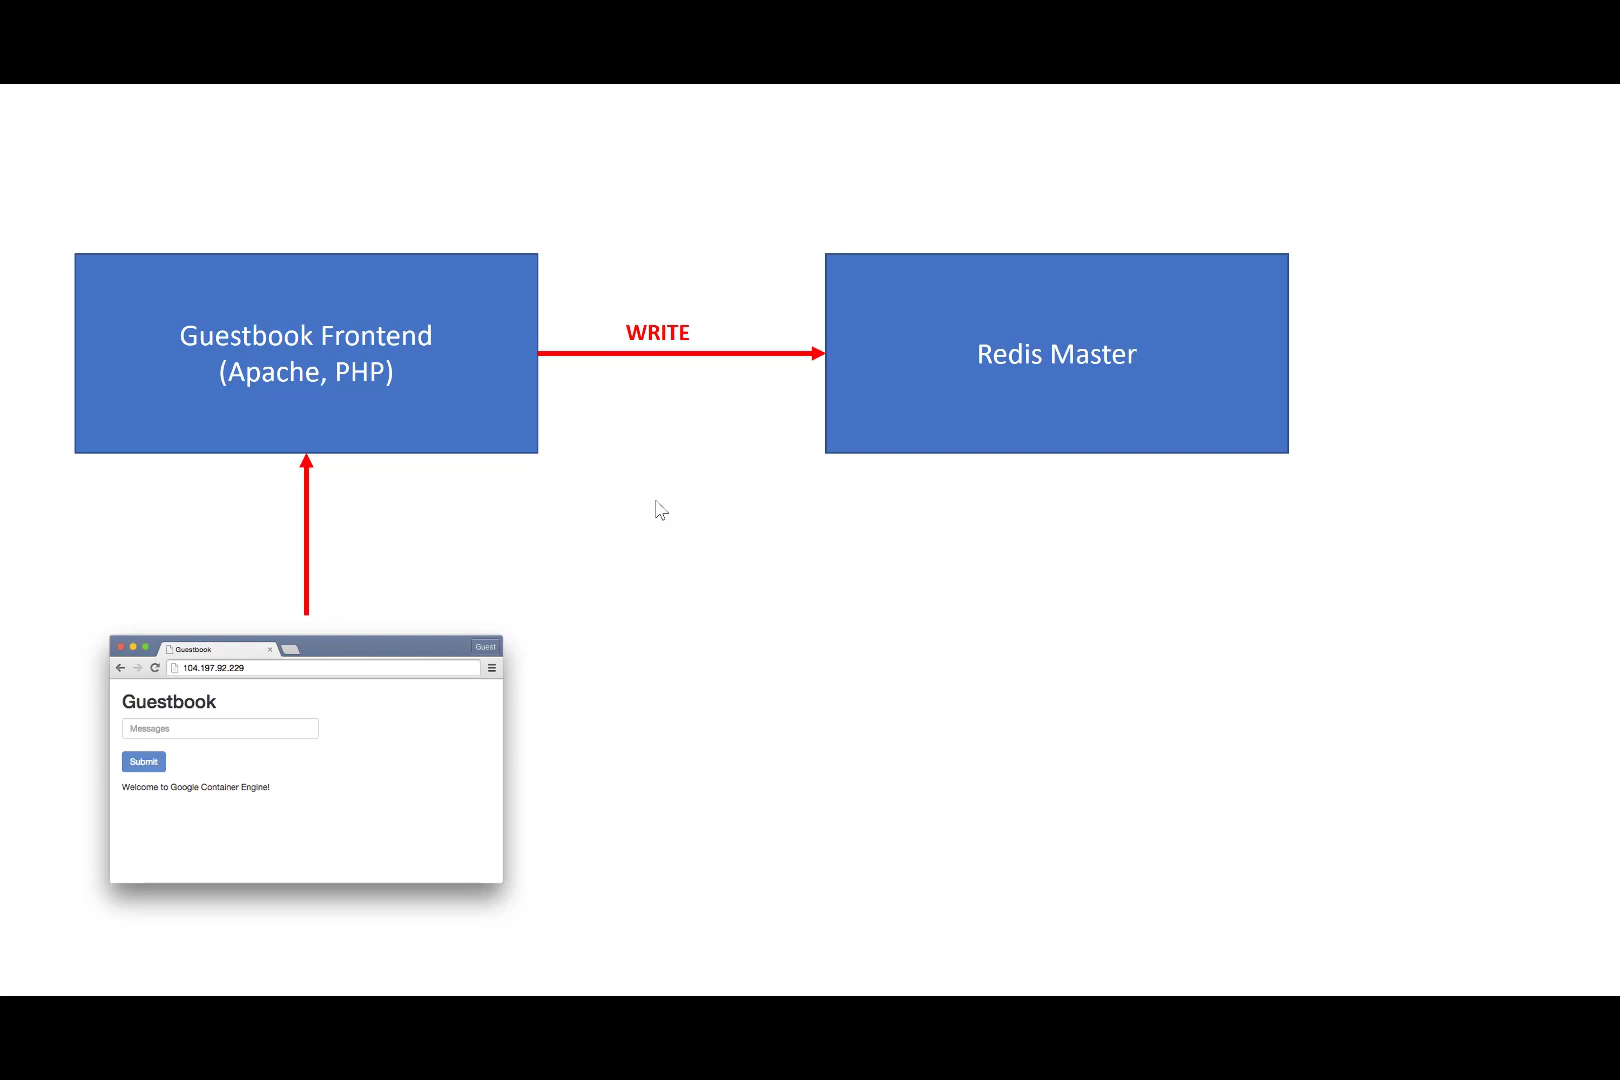 Guestbook Frontend
(Apache, PHP)
WRITE
Redis Master
Guestbook
Guest
104.197.92.229
Guestbook
Messages
Submit
Welcome to Google Container Engine!